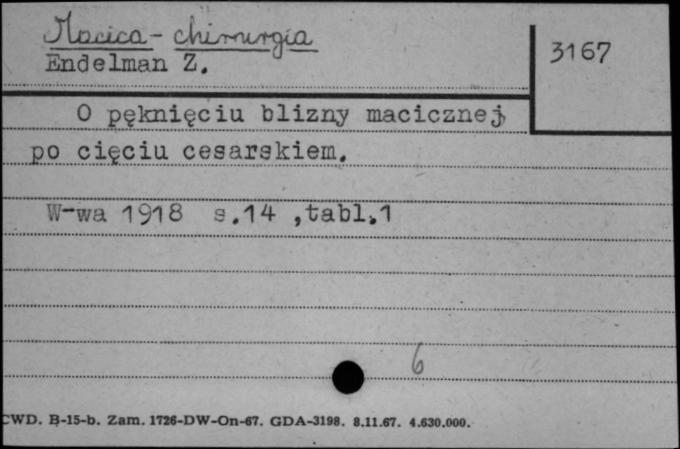 Macica - chirurgia
Endelman Z.
3167
O pęknięciu blizny macicznej
po cięciu cesarskiem.
W-wa 1918 s.14 ,tabl.1
6
CWD. B-15-b. Zam. 1726-DW-On-67. GDA-3198. 8.11.67. 4.630.000.